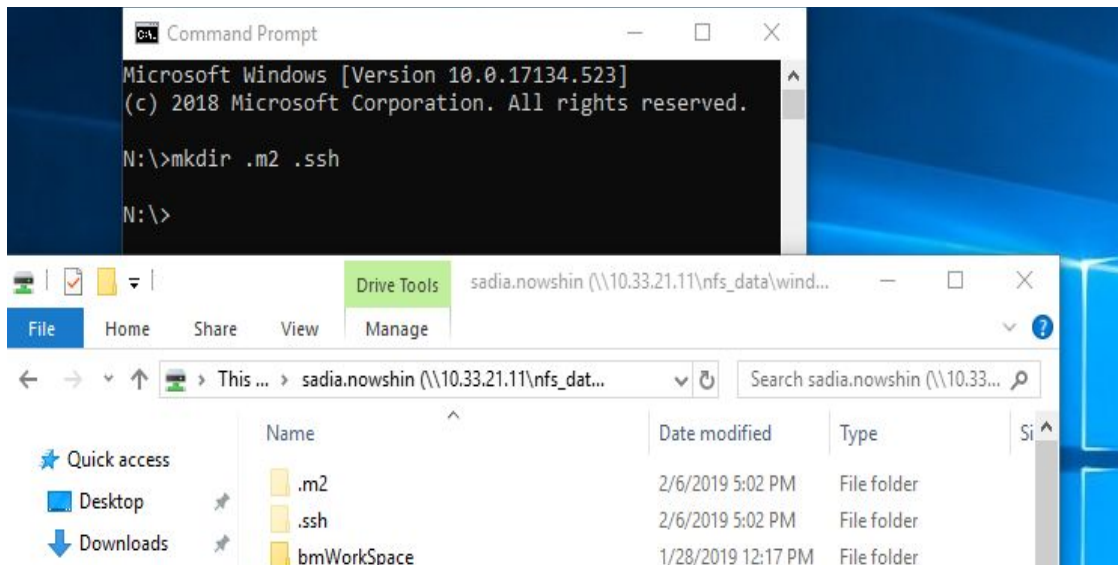 Command Prompt
Microsoft Windows [Version 10.0.17134.523]
(c) 2018 Microsoft Corporation. All rights reserved.
N:\>mkdir .m2 .ssh
N:\>
Drive Tools sadia.nowshin (\\10.33.21.11\nfs_data\wind...
File Home Share View Manage
This ... › sadia.nowshin (\\10.33.21.11\nfs_dat... Search sadia.nowshin (\\10.33...
Name Date modified Type Si
Quick access
Desktop
Downloads
.m2 2/6/2019 5:02 PM File folder
.ssh 2/6/2019 5:02 PM File folder
bmWorkSpace 1/28/2019 12:17 PM File folder